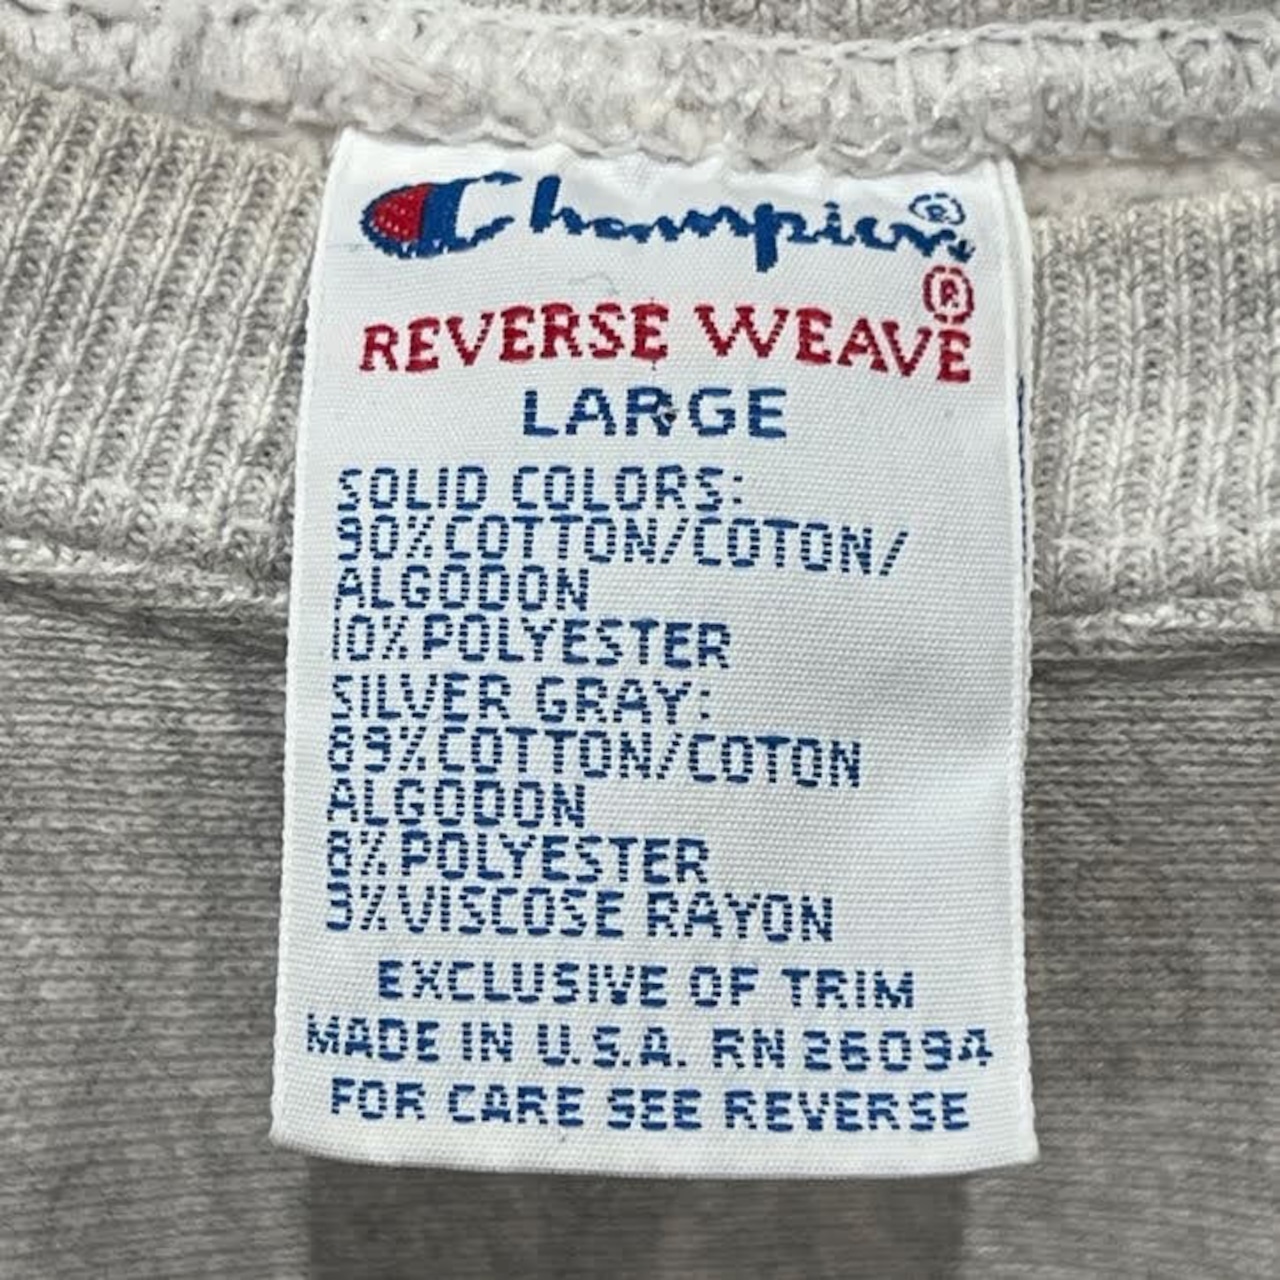 Champion®
REVERSE WEAVE®
LARGE
SOLID COLORS:
90% COTTON/COTON/
ALGODON
10% POLYESTER
SILVER GRAY:
89% COTTON/COTON
ALGODON
8% POLYESTER
3% VISCOSE RAYON
EXCLUSIVE OF TRIM
MADE IN U.S.A. RN 26094
FOR CARE SEE REVERSE